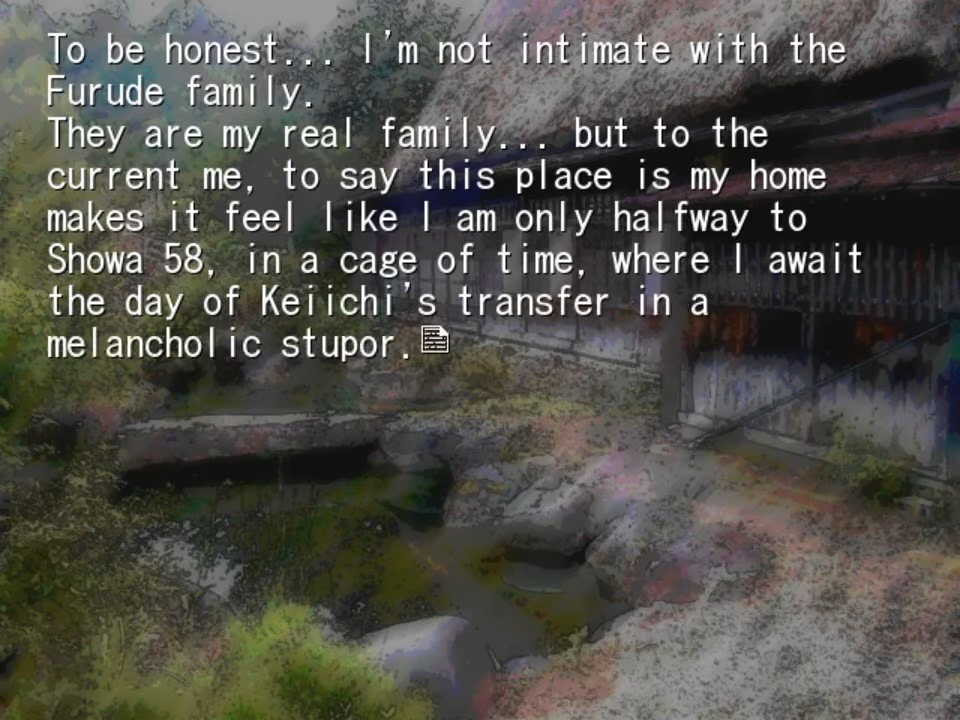 To be honest... I'm not intimate with the
Furude family.
They are my real family... but to the
current me, to say this place is my home
makes it feel like I am only halfway to
Showa 58, in a cage of time, where I await
the day of Keiichi's transfer in a
melancholic stupor.